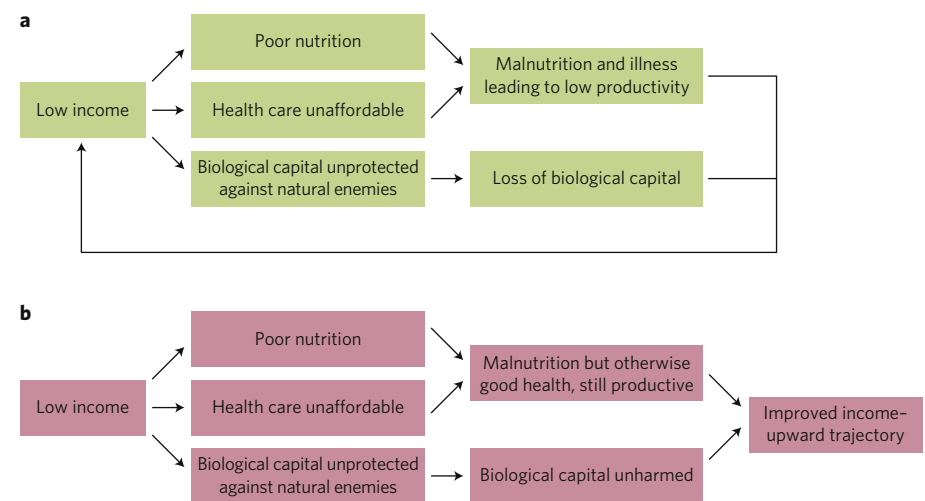 a
Poor nutrition
Low income
Health care unaffordable
Malnutrition and illness
leading to low productivity
Biological capital unprotected
against natural enemies
Loss of biological capital
b
Poor nutrition
Low income
Health care unaffordable
Malnutrition but otherwise
good health, still productive
Biological capital unprotected
against natural enemies
Biological capital unharmed
Improved income–
upward trajectory